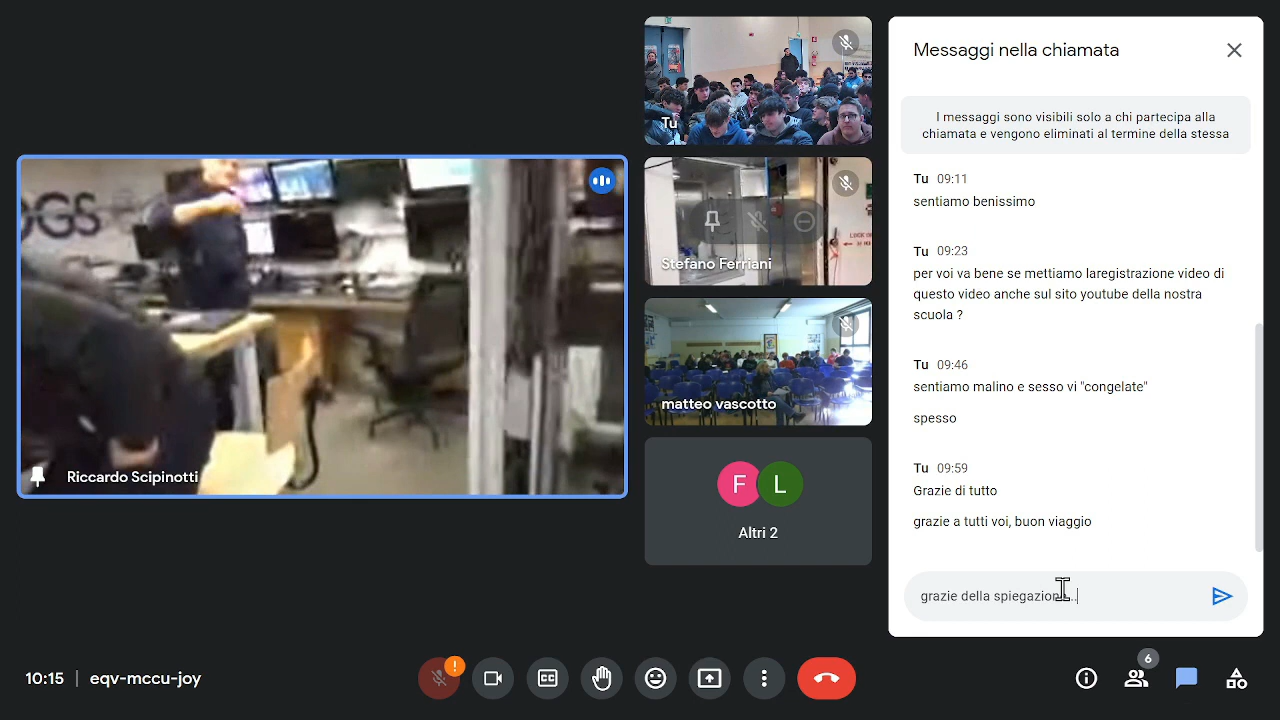 OGS
Riccardo Scipinotti
Tu
Stefano Ferriani
matteo vascotto
F
L
Altri 2
Messaggi nella chiamata
I messaggi sono visibili solo a chi partecipa alla
chiamata e vengono eliminati al termine della stessa
Tu 09:11
sentiamo benissimo
Tu 09:23
per voi va bene se mettiamo laregistrazione video di
questo video anche sul sito youtube della nostra
scuola ?
Tu 09:46
sentiamo malino e sesso vi "congelate"
spesso
Tu 09:59
Grazie di tutto
grazie a tutti voi, buon viaggio
grazie della spiegazione...
10:15 | eqv-mccu-joy
!
CC
6